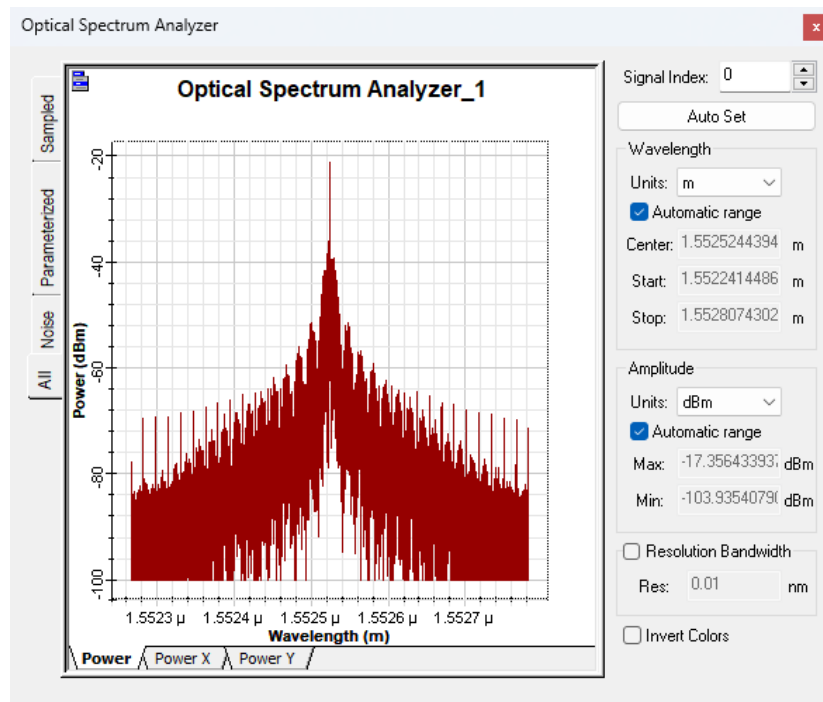 Optical Spectrum Analyzer
x
Optical Spectrum Analyzer_1
Sampled
Parameterized
Noise
All
Power (dBm)
-20
-40
-60
-80
-100
1.5523 µ 1.5524 µ 1.5525 µ 1.5526 µ 1.5527 µ
Wavelength (m)
Power Power X Power Y
Signal Index: 0
Auto Set
Wavelength
Units: m
Automatic range
Center: 1.5525244394 m
Start: 1.5522414486 m
Stop: 1.5528074302 m
Amplitude
Units: dBm
Automatic range
Max: -17.356433937 dBm
Min: -103.9354079 dBm
Resolution Bandwidth
Res: 0.01 nm
Invert Colors